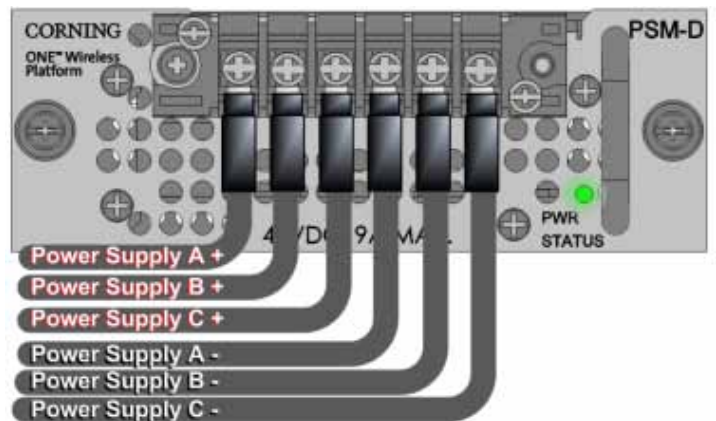 CORNING
PSM-D
ONE™ Wireless
Platform
PWR
STATUS
Power Supply A +
Power Supply B +
Power Supply C +
Power Supply A -
Power Supply B -
Power Supply C -